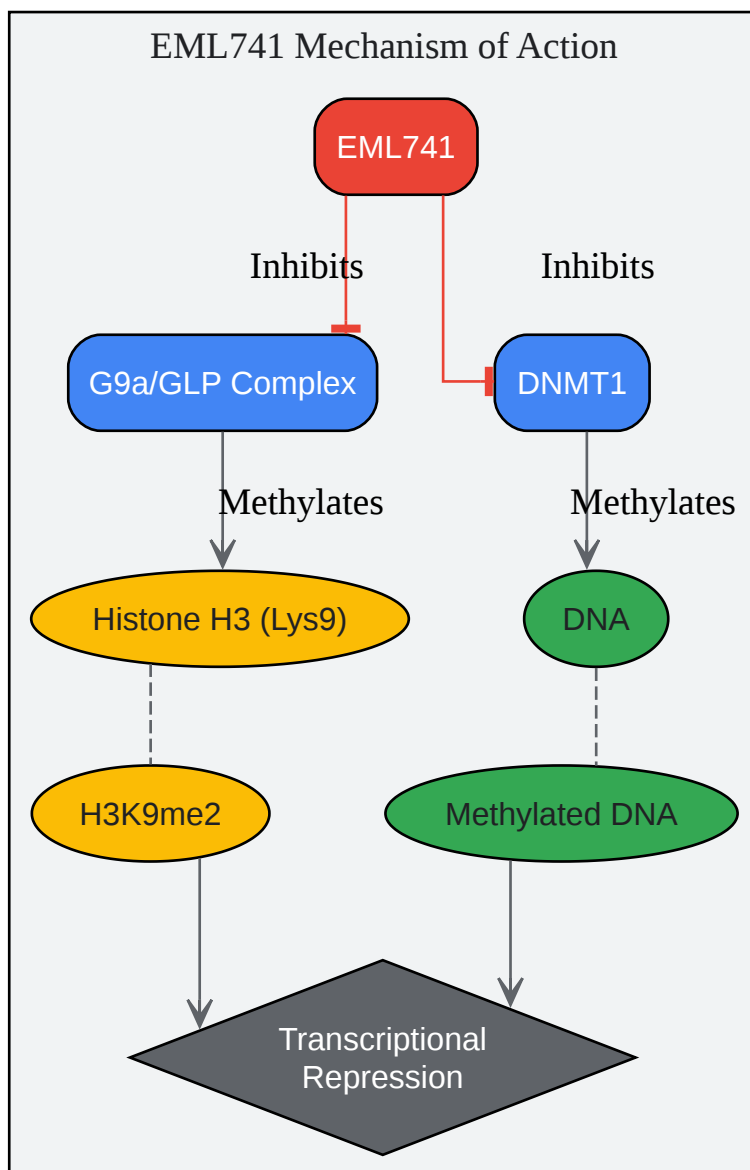 EML741 Mechanism of Action
EML741
Inhibits
Inhibits
G9a/GLP Complex
DNMT1
Methylates
Methylates
Histone H3 (Lys9)
DNA
H3K9me2
Methylated DNA
Transcriptional
Repression